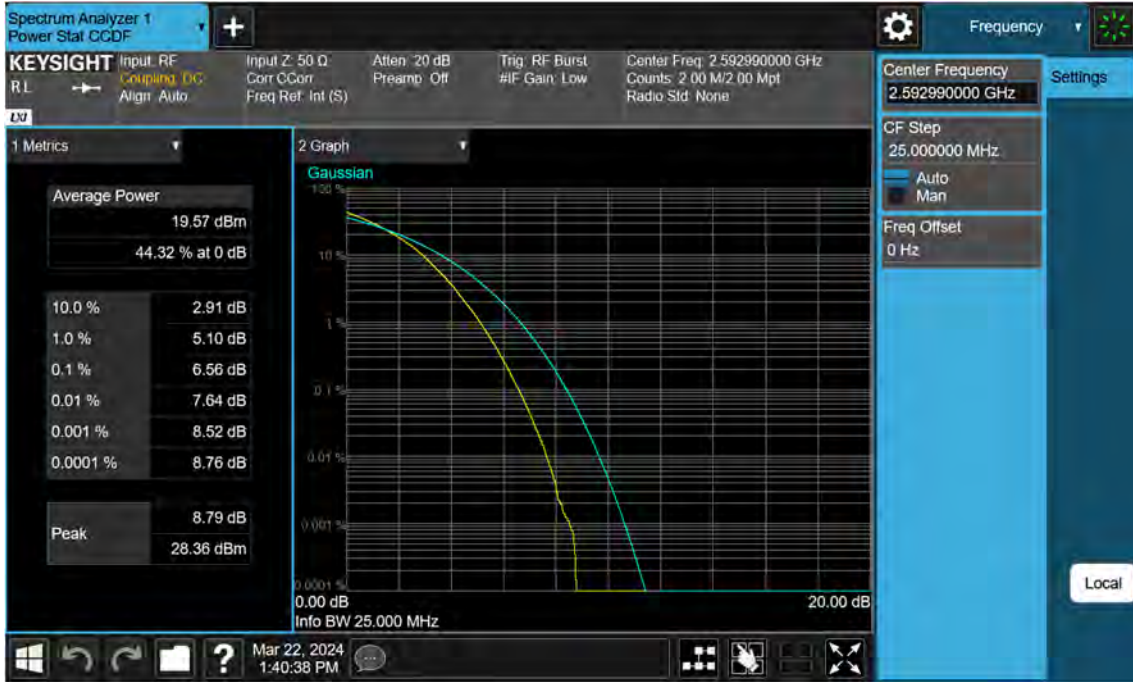 Spectrum Analyzer 1
Power Stat CCDF
Frequency
KEYSIGHT
R L
LXI
Input: RF
Coupling: DC
Align: Auto
Input Z: 50 Ω
Corr CCorr
Freq Ref: Int (S)
Atten: 20 dB
Preamp: Off
Trig: RF Burst
#IF Gain: Low
Center Freq: 2.592990000 GHz
Counts: 2.00 M/2.00 Mpt
Radio Std: None
Center Frequency
2.592990000 GHz
Settings
CF Step
25.000000 MHz
Auto
Man
Freq Offset
0 Hz
1 Metrics
Average Power
19.57 dBm
44.32 % at 0 dB
10.0 % 2.91 dB
1.0 % 5.10 dB
0.1 % 6.56 dB
0.01 % 7.64 dB
0.001 % 8.52 dB
0.0001 % 8.76 dB
Peak
8.79 dB
28.36 dBm
2 Graph
Gaussian
100 %
10 %
1 %
0.1 %
0.01 %
0.001 %
0.0001 %
0.00 dB 20.00 dB
Info BW 25.000 MHz
Local
?
Mar 22, 2024
1:40:38 PM